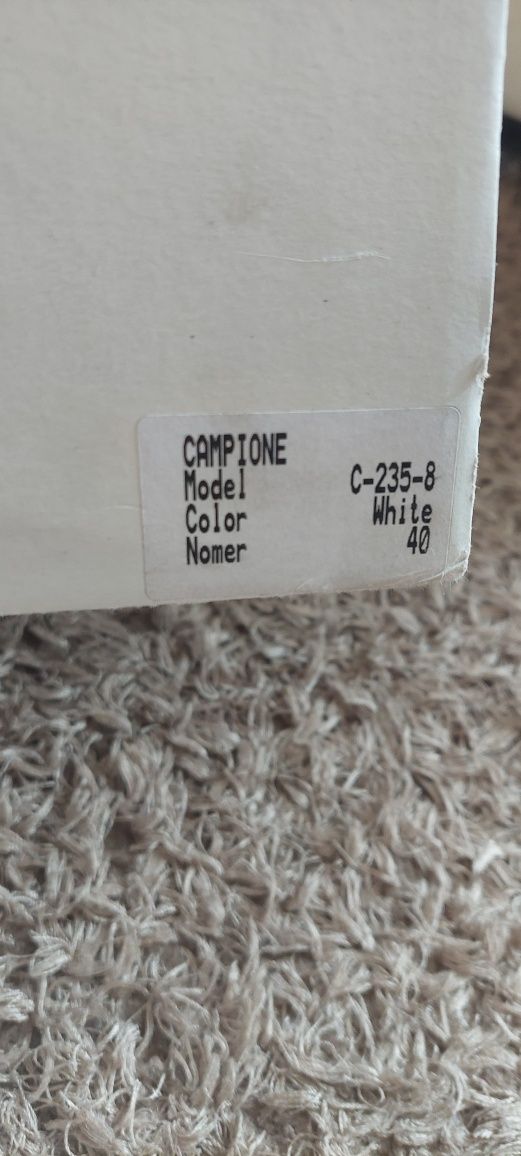 CAMPIONE
Model C-235-8
Color White
Nomer 40